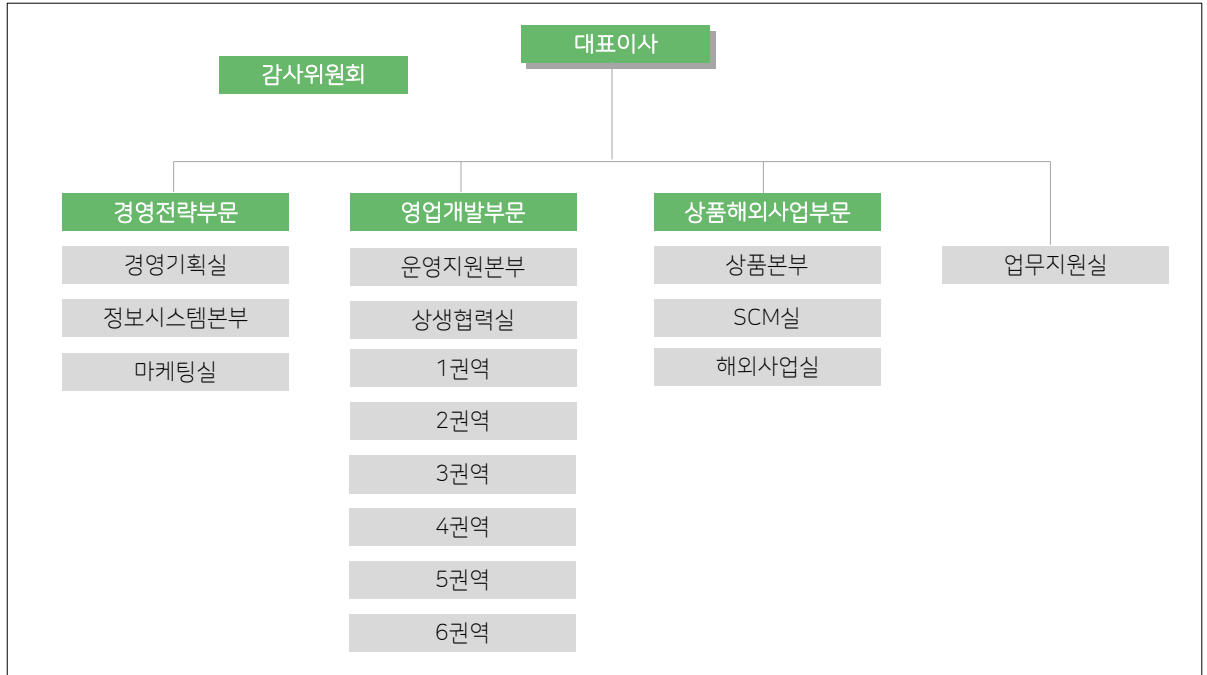 대표이사
감사위원회
경영전략부문
경영기획실
정보시스템본부
마케팅실
영업개발부문
운영지원본부
상생협력실
1권역
2권역
3권역
4권역
5권역
6권역
상품해외사업부문
상품본부
SCM실
해외사업실
업무지원실